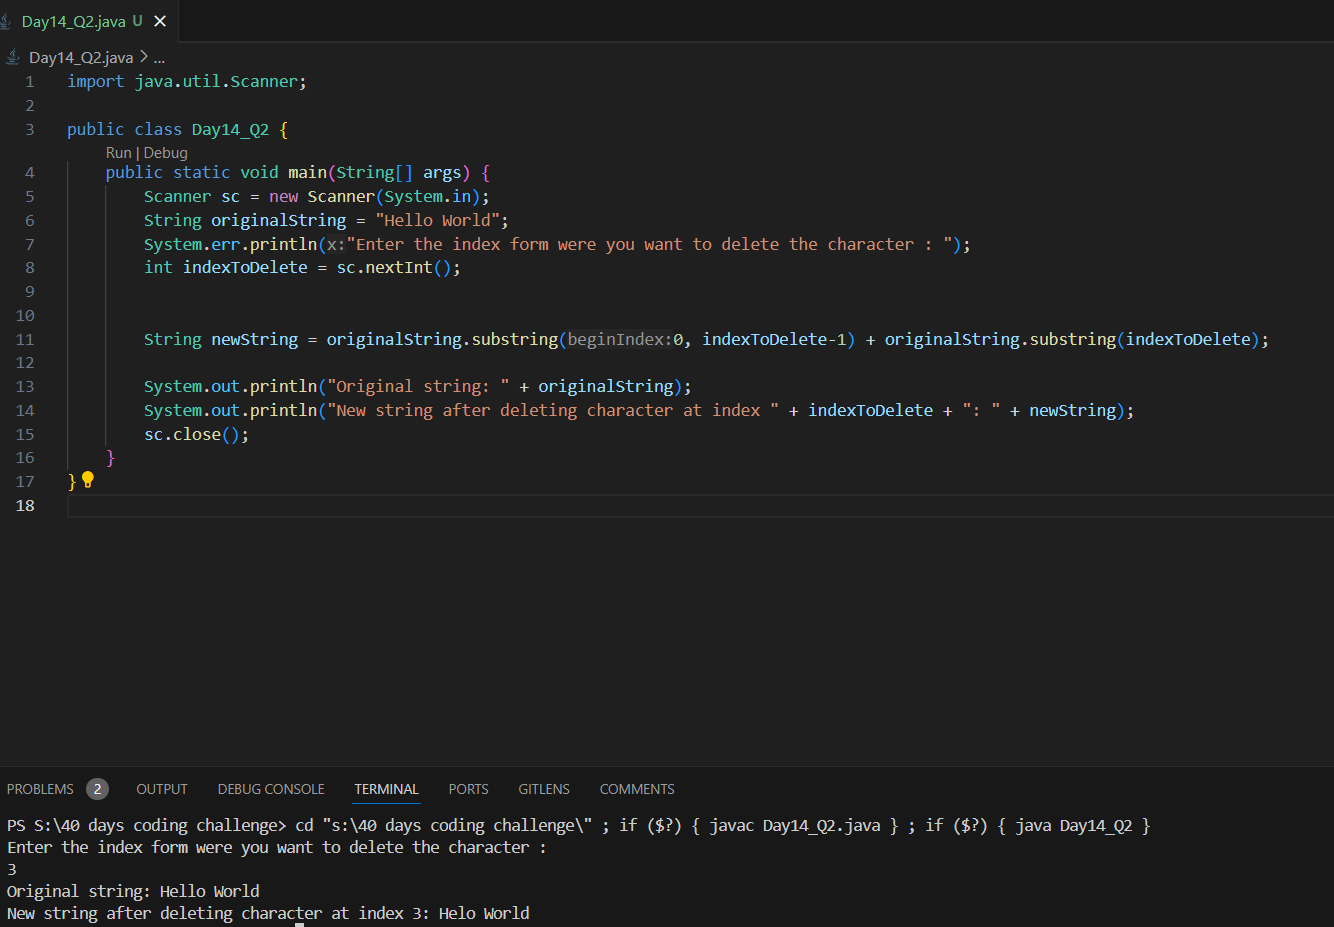 Day14_Q2.java U ×
Day14_Q2.java > ...
1 import java.util.Scanner;
2
3 public class Day14_Q2 {
Run | Debug
4 public static void main(String[] args) {
5 Scanner sc = new Scanner(System.in);
6 String originalString = "Hello World";
7 System.err.println(x:"Enter the index form were you want to delete the character : ");
8 int indexToDelete = sc.nextInt();
9
10
11 String newString = originalString.substring(beginIndex:0, indexToDelete-1) + originalString.substring(indexToDelete);
12
13 System.out.println("Original string: " + originalString);
14 System.out.println("New string after deleting character at index " + indexToDelete + ": " + newString);
15 sc.close();
16 }
17 }
18
PROBLEMS 2 OUTPUT DEBUG CONSOLE TERMINAL PORTS GITLENS COMMENTS
PS S:\40 days coding challenge> cd "s:\40 days coding challenge\" ; if ($?) { javac Day14_Q2.java } ; if ($?) { java Day14_Q2 }
Enter the index form were you want to delete the character :
3
Original string: Hello World
New string after deleting character at index 3: Helo World